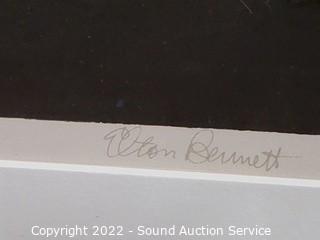 Elton Bennett
Copyright 2022 - Sound Auction Service